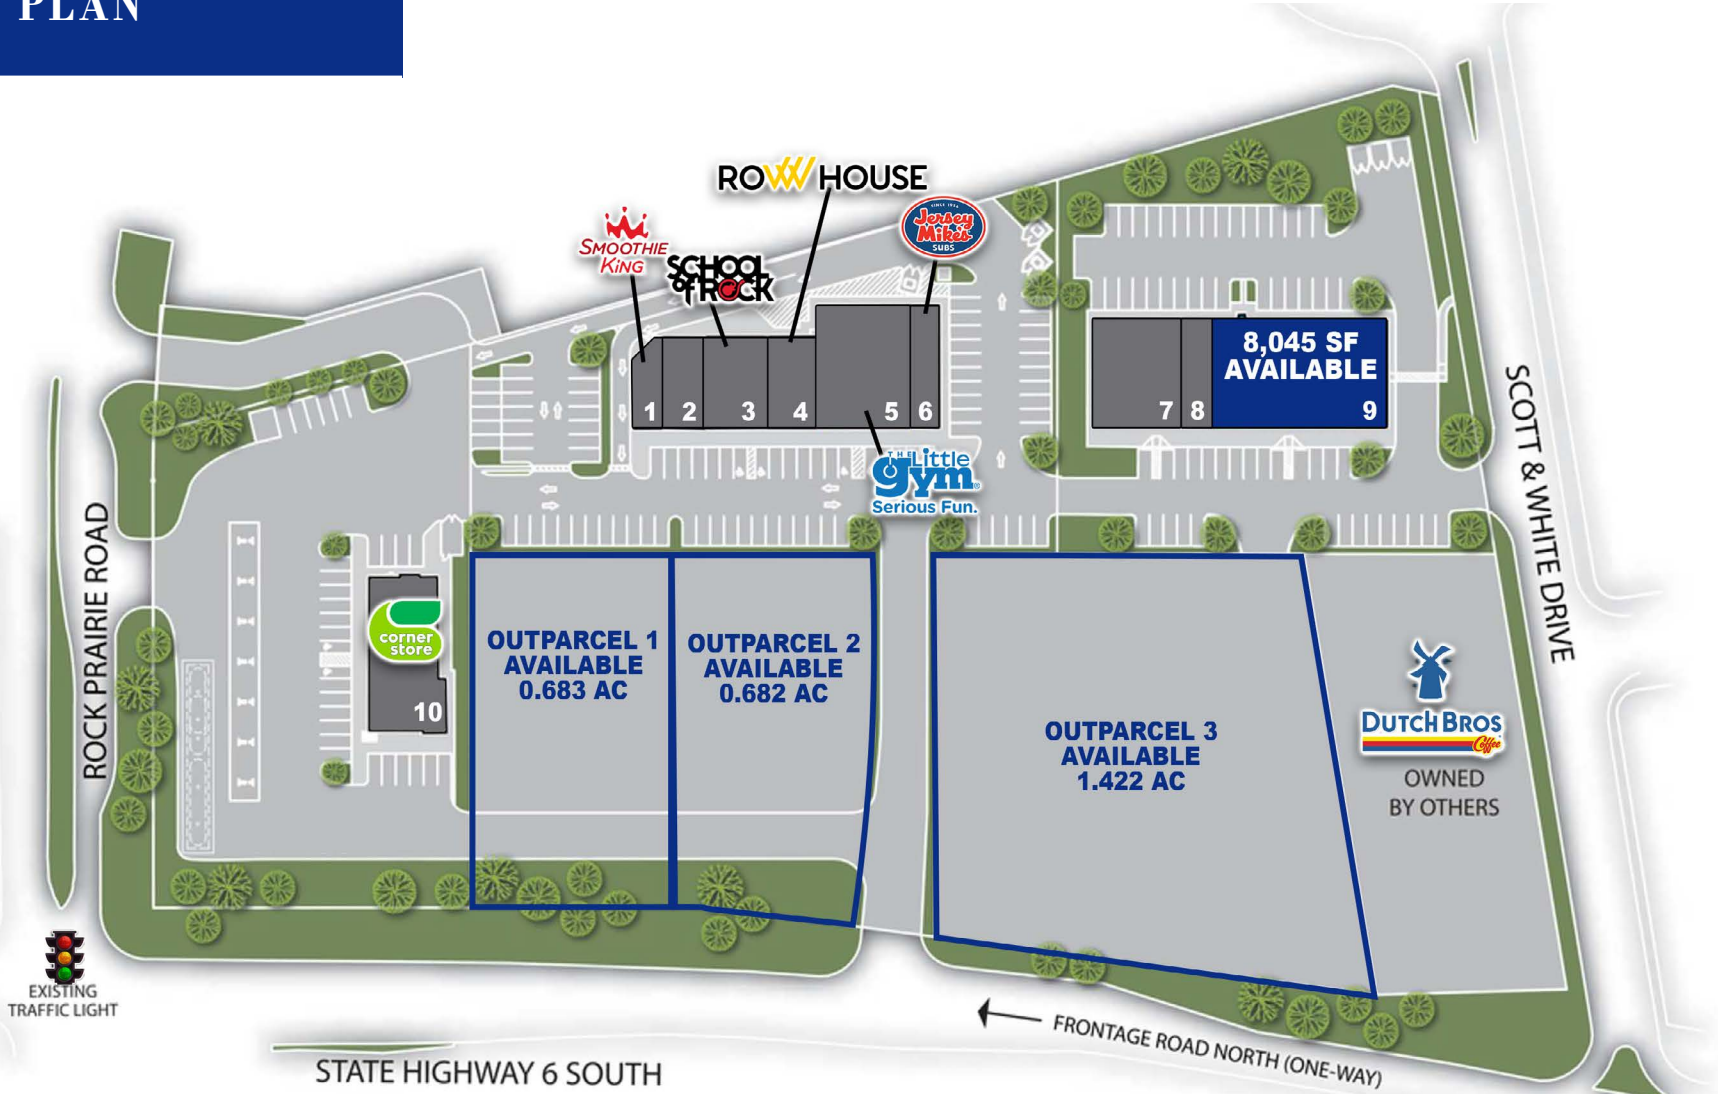 PLAN
ROW HOUSE
SINCE 1956
Jersey
Mike's
SUBS
SMOOTHIE
KING
SCHOOL
of ROCK
1
2
3
4
5
6
7
8
9
8,045 SF
AVAILABLE
THE Little
gym
Serious Fun.
SCOTT & WHITE DRIVE
ROCK PRAIRIE ROAD
corner
store
10
OUTPARCEL 1
AVAILABLE
0.683 AC
OUTPARCEL 2
AVAILABLE
0.682 AC
OUTPARCEL 3
AVAILABLE
1.422 AC
DUTCH BROS
Coffee
OWNED
BY OTHERS
EXISTING
TRAFFIC LIGHT
FRONTAGE ROAD NORTH (ONE-WAY)
STATE HIGHWAY 6 SOUTH